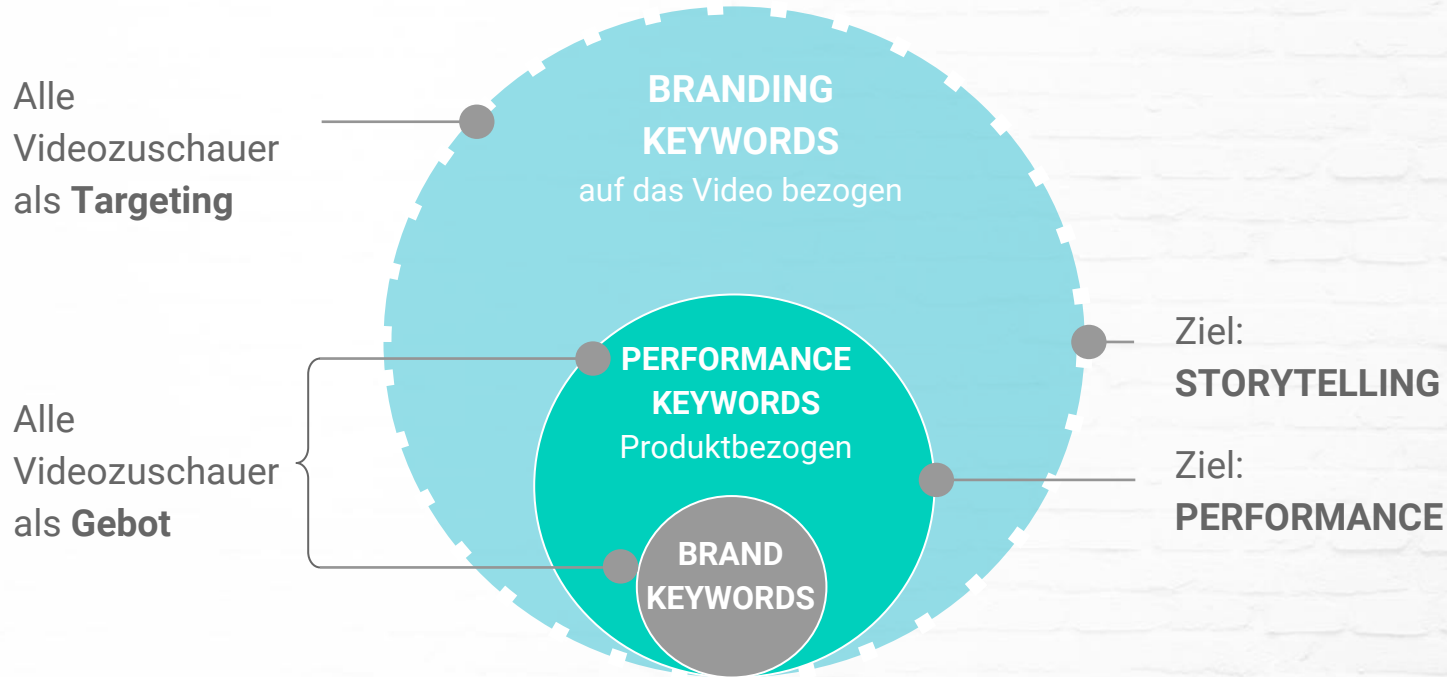 Alle
Videozuschauer
als Targeting
BRANDING
KEYWORDS
auf das Video bezogen
PERFORMANCE
KEYWORDS
Produktbezogen
Alle
Videozuschauer
als Gebot
BRAND
KEYWORDS
Ziel:
STORYTELLING
Ziel:
PERFORMANCE